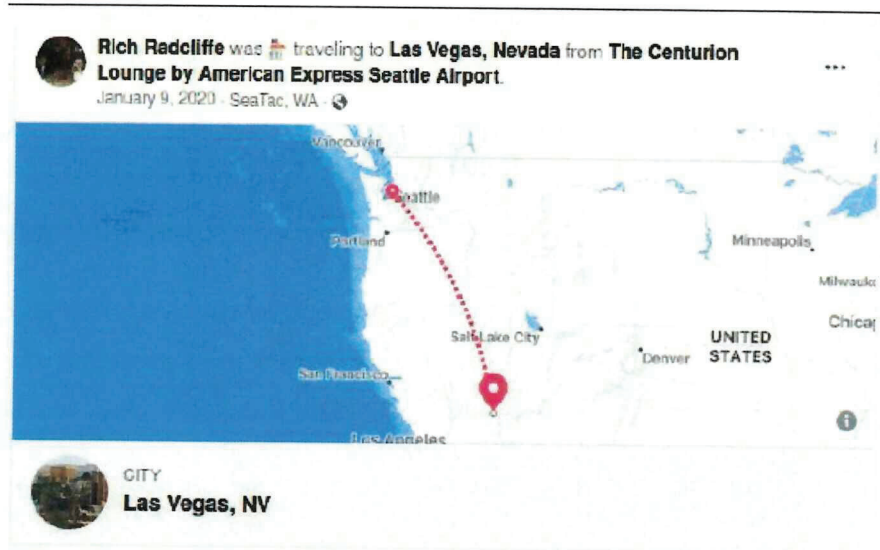 Rich Radcliffe was traveling to Las Vegas, Nevada from The Centurion
Lounge by American Express Seattle Airport.
January 9, 2020 · SeaTac, WA ·
...
Vancouver
Seattle
Portland
Minneapolis
Milwauke
Chicag
Salt Lake City
UNITED
STATES
Denver
San Francisco
Los Angeles
CITY
Las Vegas, NV